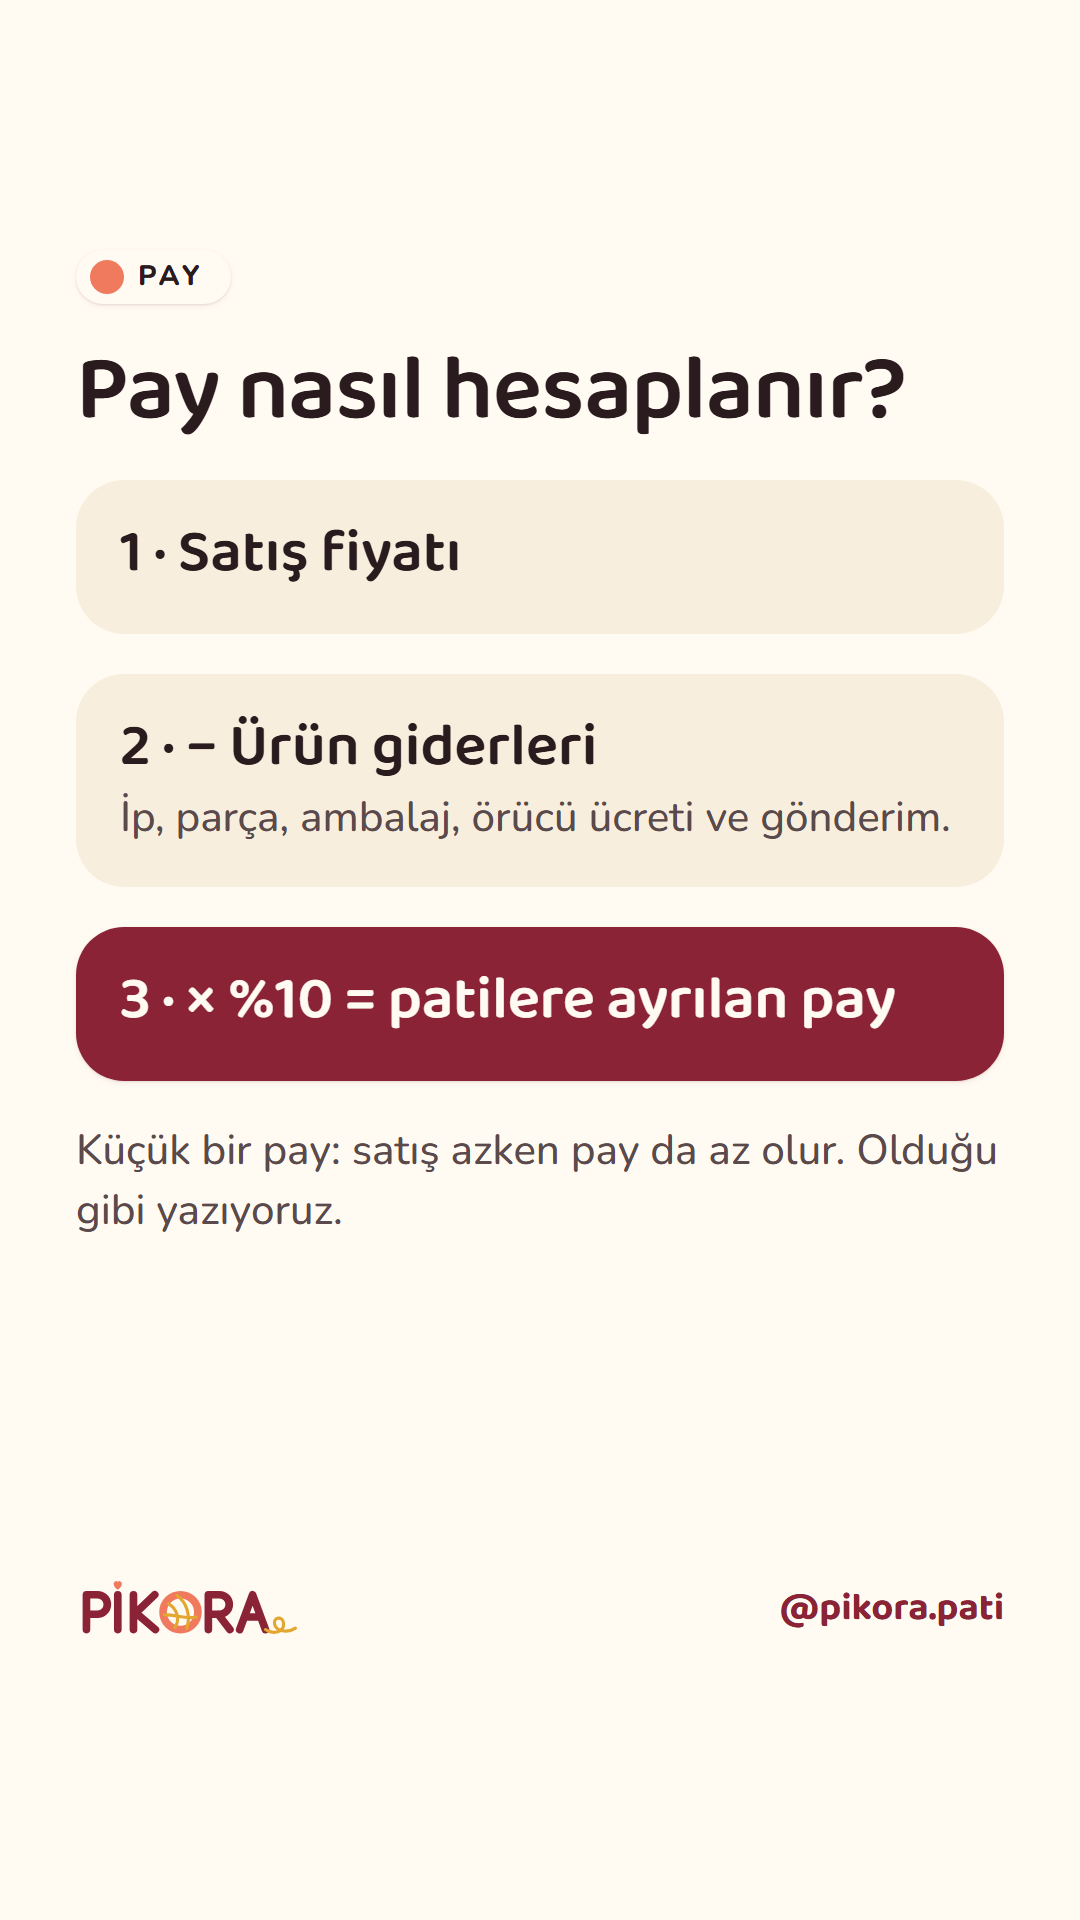 PAY
Pay nasıl hesaplanır?
1 · Satış fiyatı
2 · − Ürün giderleri
İp, parça, ambalaj, örücü ücreti ve gönderim.
3 · × %10 = patilere ayrılan pay
Küçük bir pay: satış azken pay da az olur. Olduğu
gibi yazıyoruz.
PİKORA
@pikora.pati